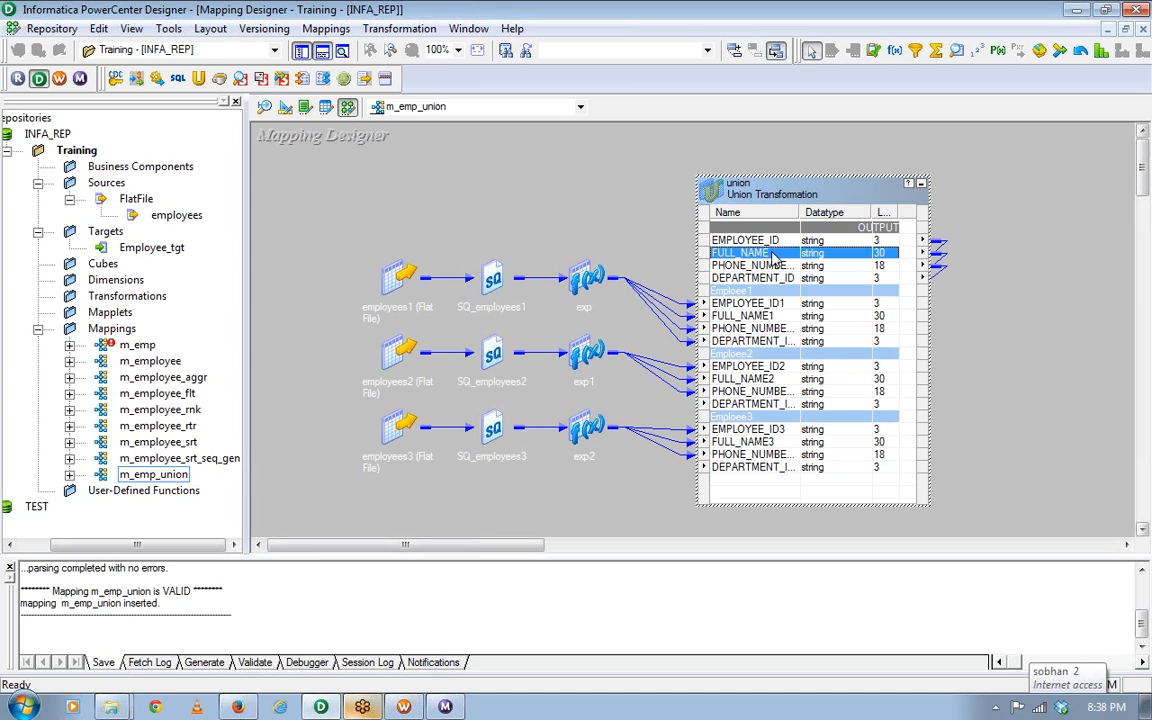 Informatica PowerCenter Designer - [Mapping Designer - Training - [INFA_REP]]
Repository Edit Tools Layout Versioning Mappings Transformation Window Help
Training - [INFA_REP] 100%
R D W M SQL
m_emp_union
epositories
INFA_REP
Training
Business Components
Sources
FlatFile
employees
Targets
Employee_tgt
Cubes
Dimensions
Transformations
Mapplets
Mappings
m_emp
m_employee
m_employee_aggr
m_employee_flt
m_employee_rnk
m_employee_rtr
m_employee_srt
m_employee_srt_seq_gen
m_emp_union
User-Defined Functions
TEST
Mapping Designer
employees1 (Flat File)
SQ_employees1
exp
employees2 (Flat File)
SQ_employees2
exp1
employees3 (Flat File)
SQ_employees3
exp2
union
Union Transformation
Name Datatype L...
OUTPUT
EMPLOYEE_ID string 3
FULL_NAME string 30
PHONE_NUMBE... string 18
DEPARTMENT_ID string 3
Emploee1
EMPLOYEE_ID1 string 3
FULL_NAME1 string 30
PHONE_NUMBE... string 18
DEPARTMENT_I... string 3
Emploee2
EMPLOYEE_ID2 string 3
FULL_NAME2 string 30
PHONE_NUMBE... string 18
DEPARTMENT_I... string 3
Emploee3
EMPLOYEE_ID3 string 3
FULL_NAME3 string 30
PHONE_NUMBE... string 18
DEPARTMENT_I... string 3
...parsing completed with no errors.
******** Mapping m_emp_union is VALID ********
mapping m_emp_union inserted.
Save Fetch Log Generate Validate Debugger Session Log Notifications
Ready
sobhan 2
Internet access
8:38 PM